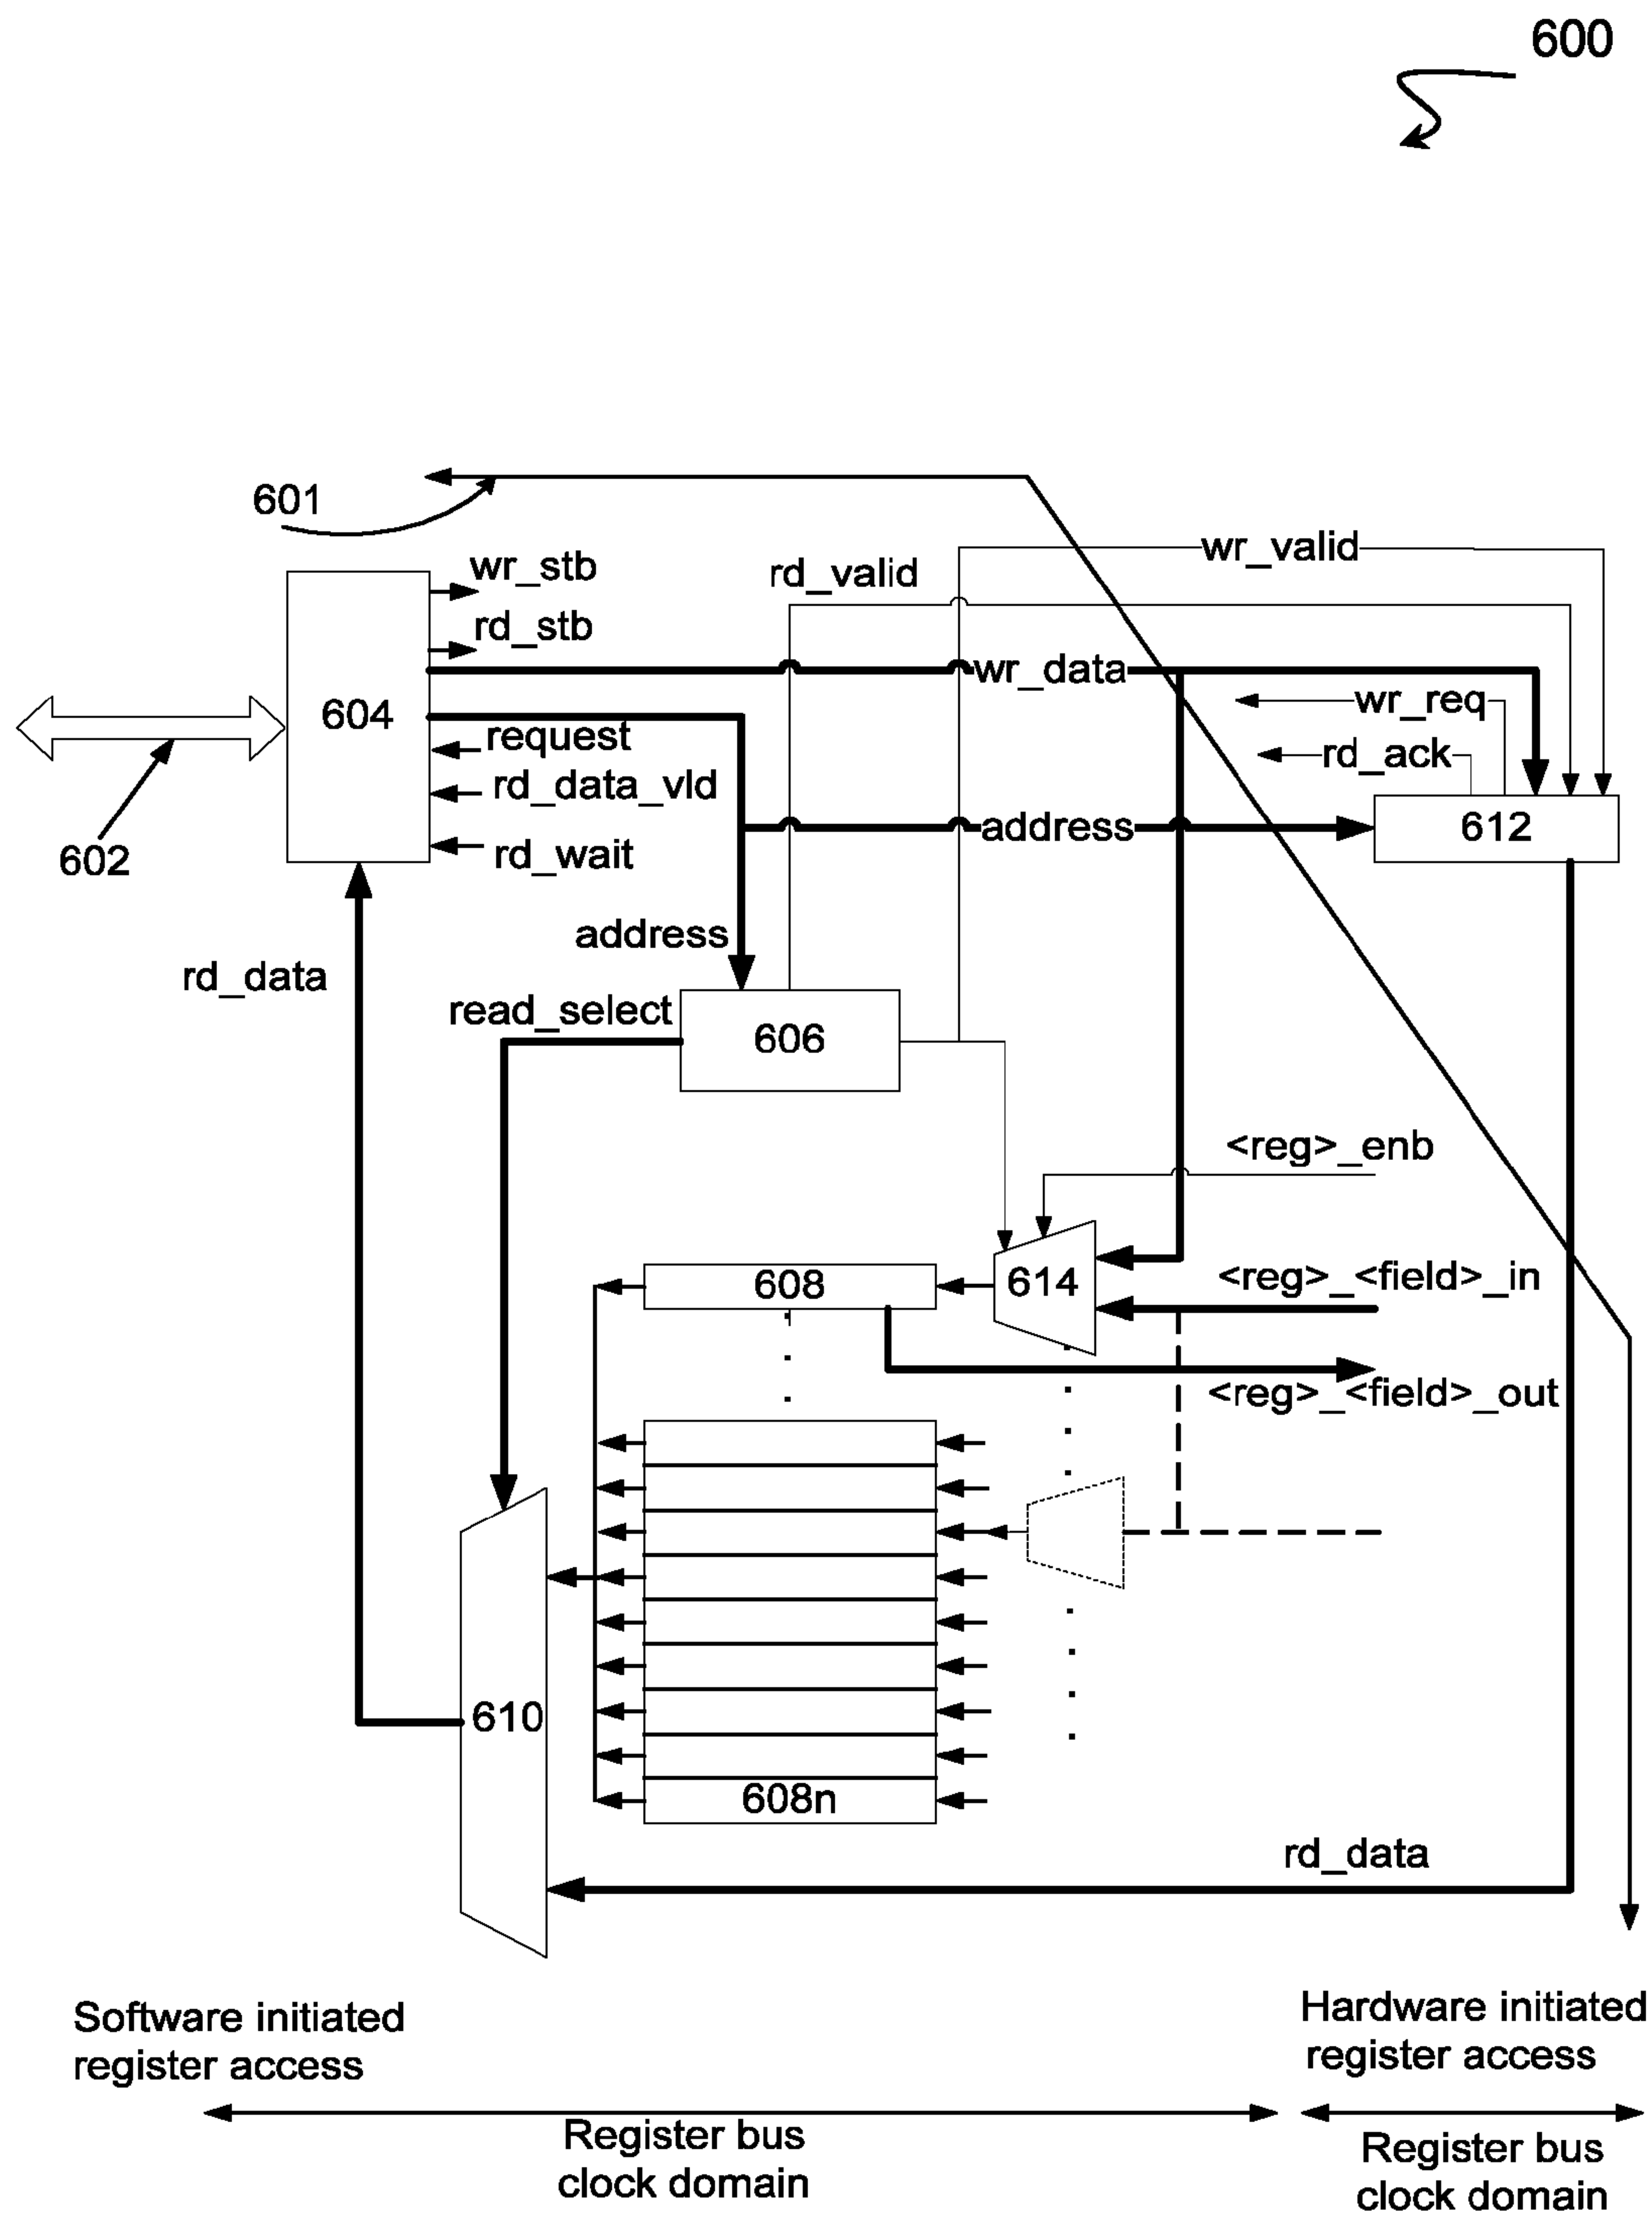 600
601
wr_valid
rd_valid
wr_stb
rd_stb
wr_data
604
wr_req
request
rd_ack
rd_data_vld
address
612
rd_wait
602
address
rd_data
read_select
606
<reg>_enb
608
614
<reg>_<field>_in
<reg>_<field>_out
610
608n
rd_data
Software initiated
register access
Hardware initiated
register access
Register bus
clock domain
Register bus
clock domain